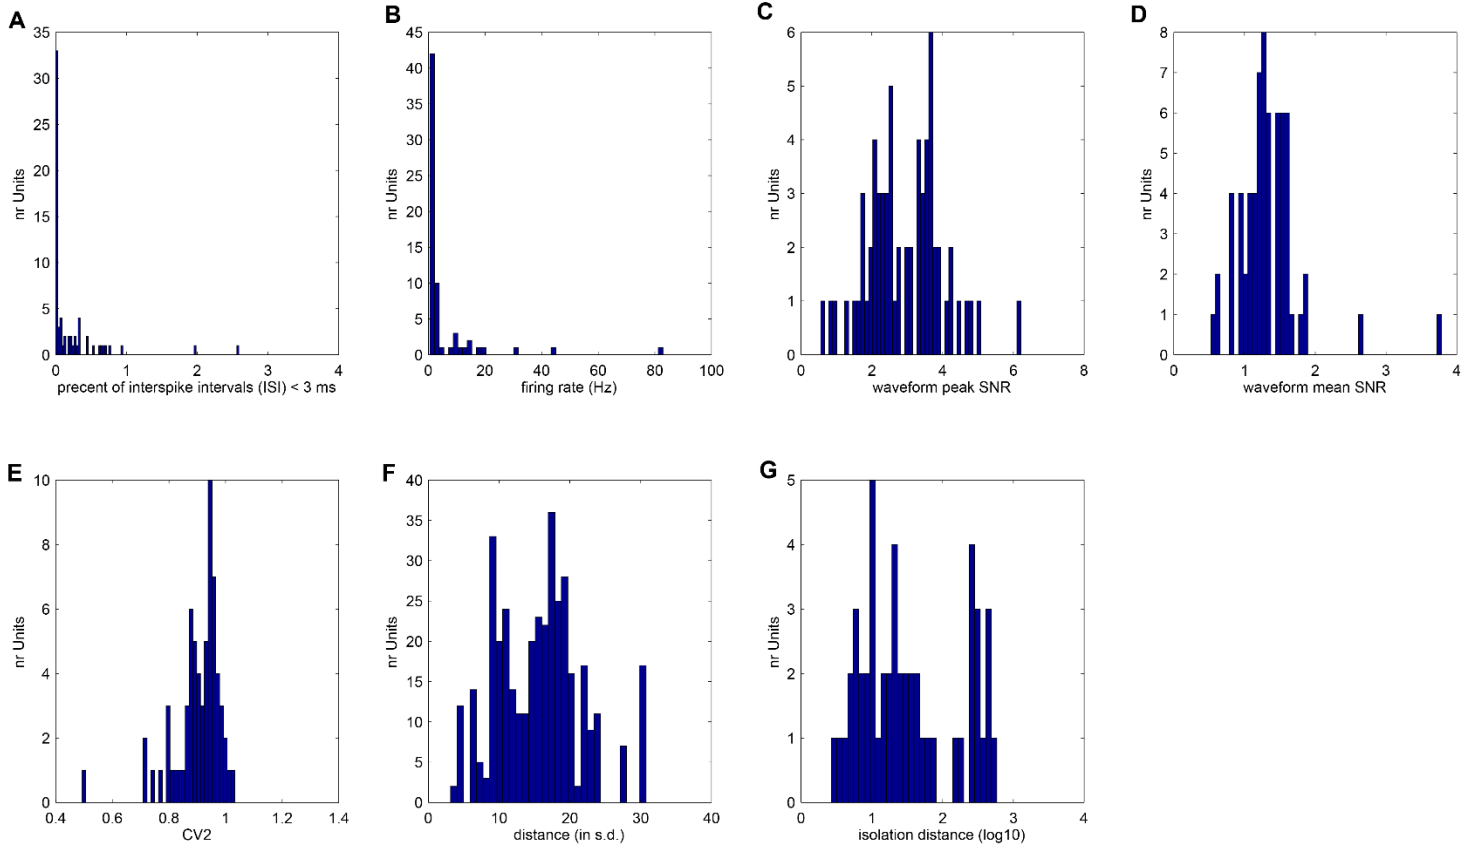 A
35
30
25
20
15
10
5
0
nr Units
0 1 2 3 4
precent of interspike intervals (ISI) < 3 ms
B
45
40
35
30
25
20
15
10
5
0
nr Units
0 20 40 60 80 100
firing rate (Hz)
C
6
5
4
3
2
1
0
nr Units
0 2 4 6 8
waveform peak SNR
D
8
7
6
5
4
3
2
1
0
nr Units
0 1 2 3 4
waveform mean SNR
E
10
8
6
4
2
0
nr Units
0.4 0.6 0.8 1 1.2 1.4
CV2
F
40
35
30
25
20
15
10
5
0
nr Units
0 10 20 30 40
distance (in s.d.)
G
5
4
3
2
1
0
nr Units
0 1 2 3 4
isolation distance (log10)